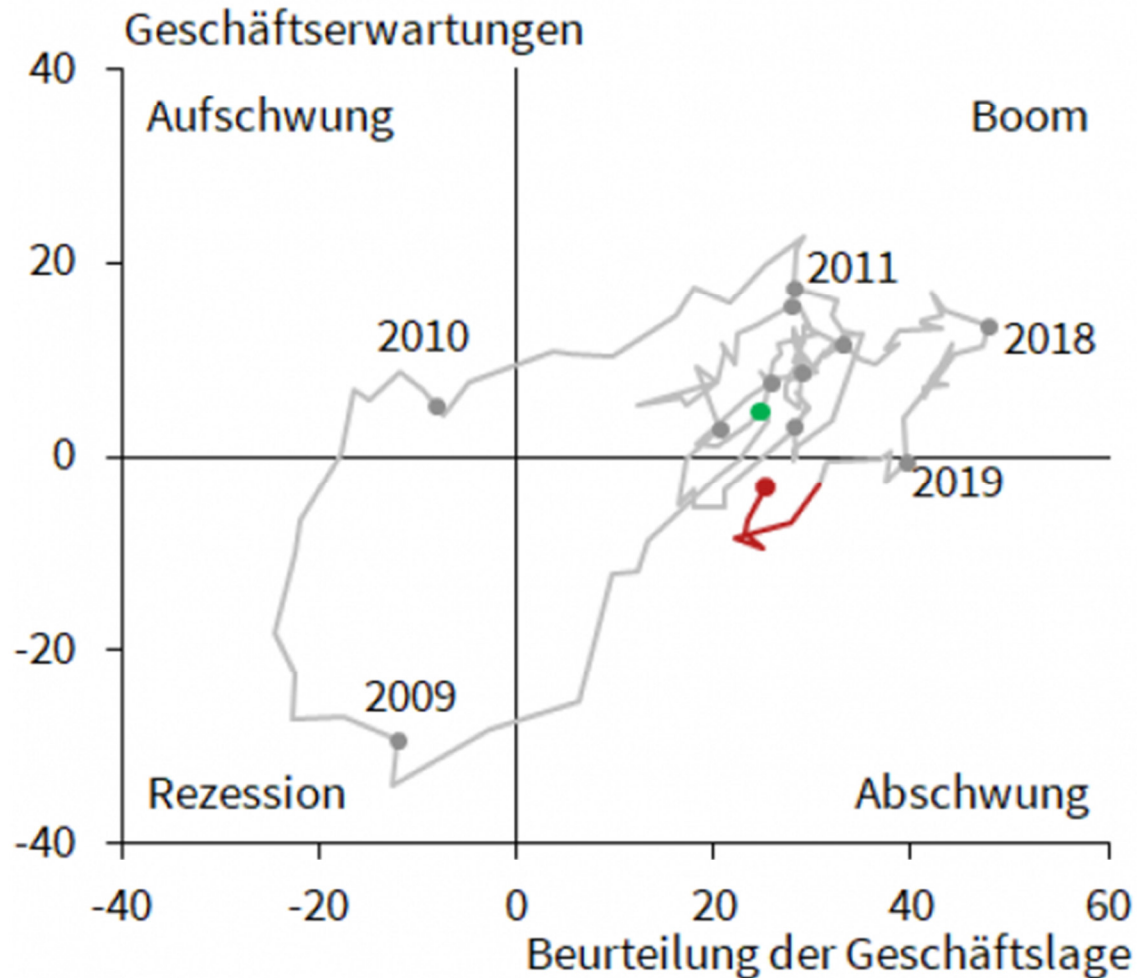 Geschäftserwartungen
40
Aufschwung
Boom
20
2011
2010
2018
0
2019
-20
2009
Rezession
Abschwung
-40
-40 -20 0 20 40 60
Beurteilung der Geschäftslage